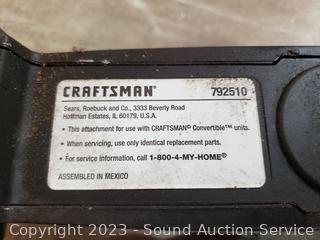 CRAFTSMAN® 792510
Sears, Roebuck and Co., 3333 Beverly Road
Hoffman Estates, IL 60179, U.S.A.
• This attachment for use with CRAFTSMAN® Convertible™ units.
• When servicing, use only identical replacement parts.
• For service information, call 1-800-4-MY-HOME®
ASSEMBLED IN MEXICO
Copyright 2023 - Sound Auction Service